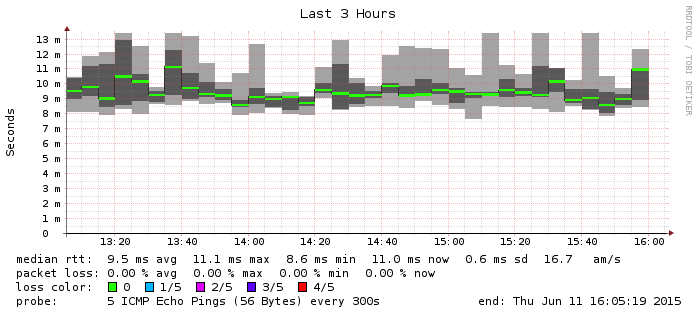 Last 3 Hours
RRDTOOL / TOBI OETIKER
Seconds
13 m
12 m
11 m
10 m
9 m
8 m
7 m
6 m
5 m
4 m
3 m
2 m
1 m
0
13:20 13:40 14:00 14:20 14:40 15:00 15:20 15:40 16:00
median rtt: 9.5 ms avg 11.1 ms max 8.6 ms min 11.0 ms now 0.6 ms sd 16.7 am/s
packet loss: 0.00 % avg 0.00 % max 0.00 % min 0.00 % now
loss color: 0 1/5 2/5 3/5 4/5
probe: 5 ICMP Echo Pings (56 Bytes) every 300s end: Thu Jun 11 16:05:19 2015